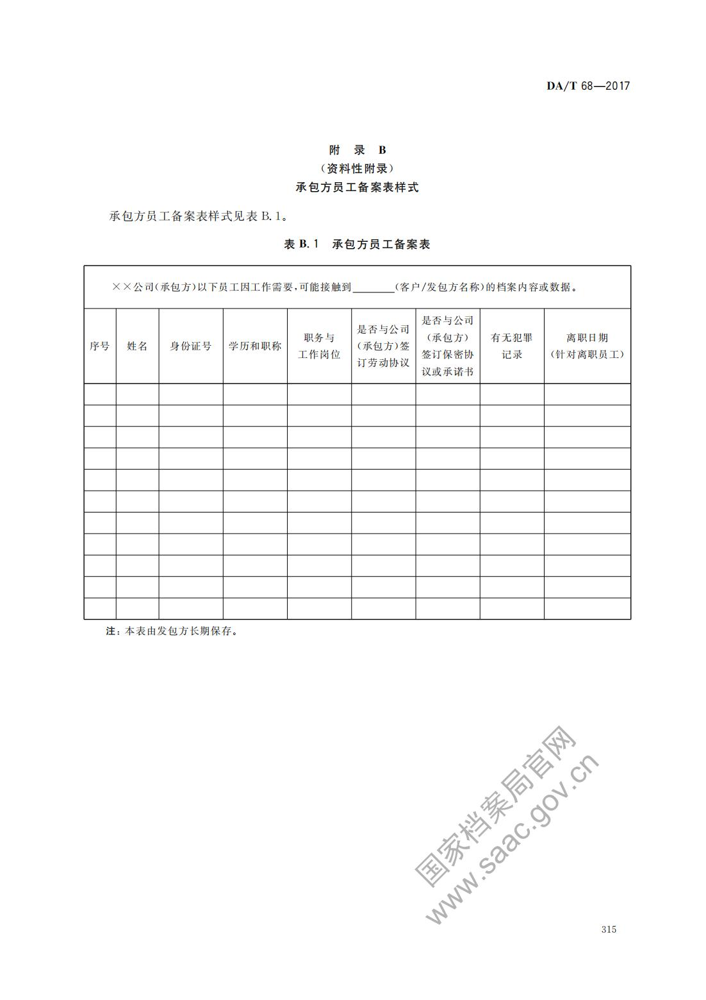 DA/T 68—2017
附 录 B
（资料性附录）
承包方员工备案表样式
承包方员工备案表样式见表 B.1。
表 B.1 承包方员工备案表
××公司(承包方)以下员工因工作需要,可能接触到________(客户/发包方名称)的档案内容或数据。
序号
姓名
身份证号
学历和职称
职务与
工作岗位
是否与公司
(承包方)签
订劳动协议
是否与公司
(承包方)
签订保密协
议或承诺书
有无犯罪
记录
离职日期
(针对离职员工)
注：本表由发包方长期保存。
国家档案局官网
www.saac.gov.cn
315